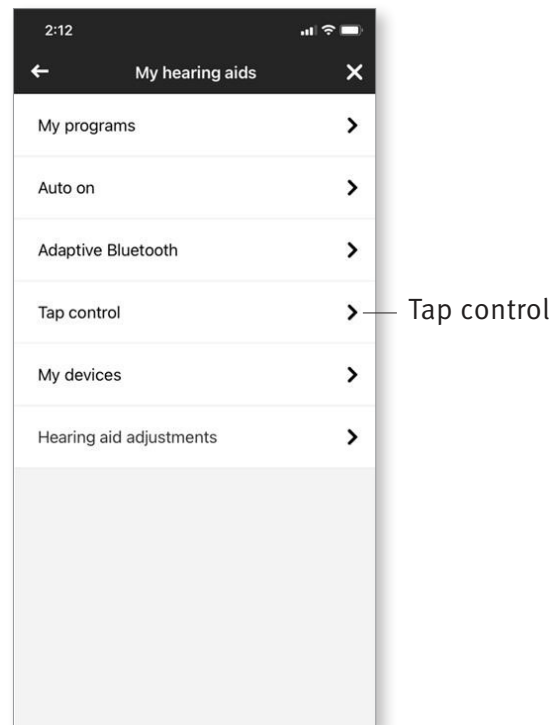 2:12
My hearing aids
My programs
Auto on
Adaptive Bluetooth
Tap control
Tap control
My devices
Hearing aid adjustments